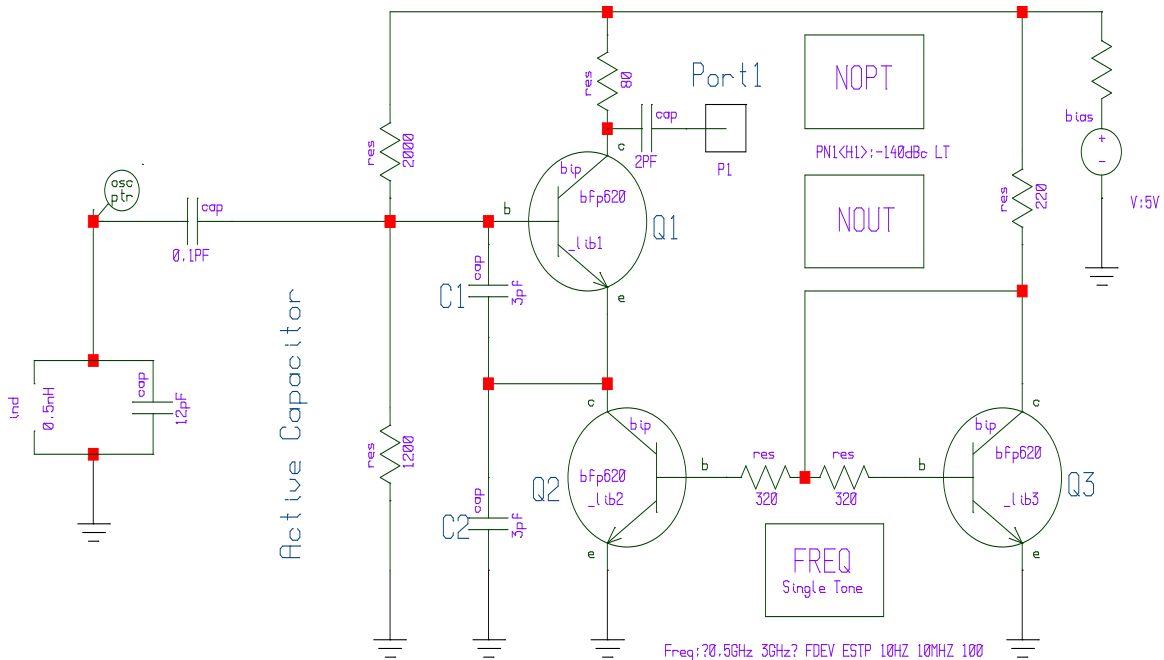 Port1
NOPT
res
80
cap
2PF
P1
PN1<H1>:-140dBc LT
bias
+
-
V:5V
res
2000
osc
ptr
cap
0.1PF
b
c
bip
bfp620
_lib1
Q1
e
NOUT
res
220
C1
cap
3pf
Active Capacitor
ind
0.5nH
cap
12pF
res
1200
C2
cap
3pf
c
bip
bfp620
_lib2
Q2
e
b
res
320
res
320
b
c
bip
bfp620
_lib3
Q3
e
FREQ
Single Tone
Freq:?0.5GHz 3GHz? FDEV ESTP 10HZ 10MHZ 100